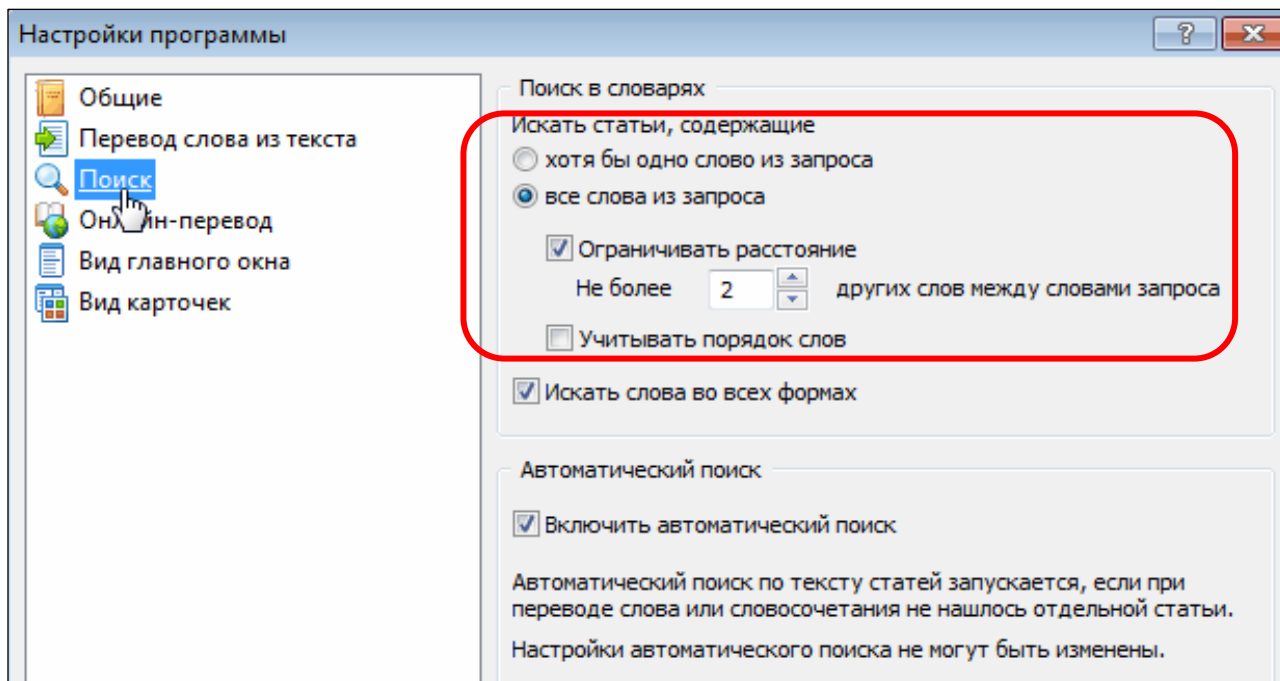 Настройки программы
Общие
Перевод слова из текста
Поиск
Онлайн-перевод
Вид главного окна
Вид карточек
Поиск в словарях
Искать статьи, содержащие
хотя бы одно слово из запроса
все слова из запроса
Ограничивать расстояние
Не более 2 других слов между словами запроса
Учитывать порядок слов
Искать слова во всех формах
Автоматический поиск
Включить автоматический поиск
Автоматический поиск по тексту статей запускается, если при
переводе слова или словосочетания не нашлось отдельной статьи.
Настройки автоматического поиска не могут быть изменены.